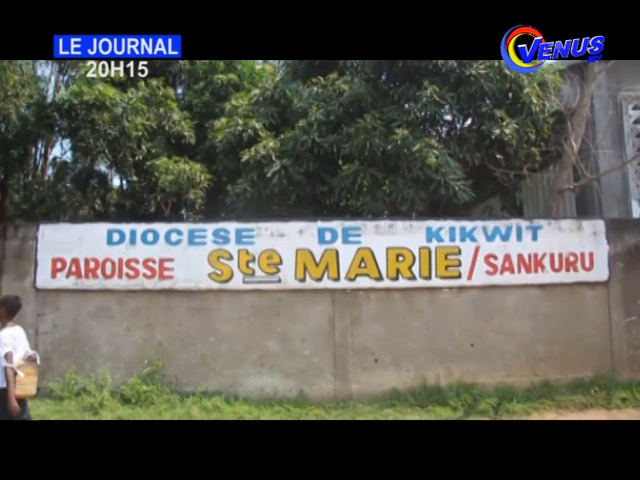 LE JOURNAL
20H15
VENUS
DIOCESE DE KIKWIT
PAROISSE Ste MARIE/SANKURU